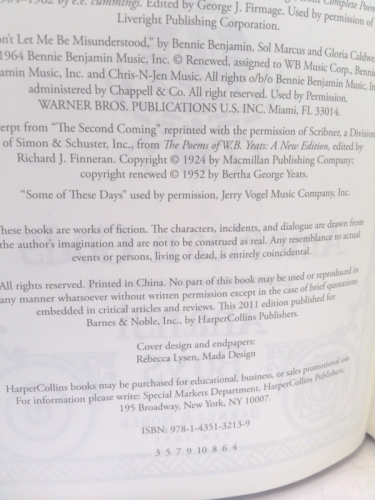 1904–1962 by e.e. cummings. Edited by George J. Firmage. Used by permission of
Liveright Publishing Corporation.
Don't Let Me Be Misunderstood," by Bennie Benjamin, Sol Marcus and Gloria Caldwe
1964 Bennie Benjamin Music, Inc. © Renewed, assigned to WB Music Corp., Bennie
amin Music, Inc. and Chris-N-Jen Music. All rights o/b/o Bennie Benjamin Music, In
administered by Chappell & Co. All right reserved. Used by Permission.
WARNER BROS. PUBLICATIONS U.S. INC. Miami, FL 33014.
erpt from "The Second Coming" reprinted with the permission of Scribner, a Division
of Simon & Schuster, Inc., from The Poems of W.B. Yeats: A New Edition, edited by
Richard J. Finneran. Copyright © 1924 by Macmillan Publishing Company;
copyright renewed © 1952 by Bertha George Yeats.
"Some of These Days" used by permission, Jerry Vogel Music Company, Inc.
hese books are works of fiction. The characters, incidents, and dialogue are drawn from
the author's imagination and are not to be construed as real. Any resemblance to actual
events or persons, living or dead, is entirely coincidental.
All rights reserved. Printed in China. No part of this book may be used or reproduced in
any manner whatsoever without written permission except in the case of brief quotations
embedded in critical articles and reviews. This 2011 edition published for
Barnes & Noble, Inc., by HarperCollins Publishers.
Cover design and endpapers:
Rebecca Lysen, Mada Design
HarperCollins books may be purchased for educational, business, or sales promotional use.
For information please write: Special Markets Department, HarperCollins Publishers,
195 Broadway, New York, NY 10007.
ISBN: 978-1-4351-3213-9
3 5 7 9 10 8 6 4